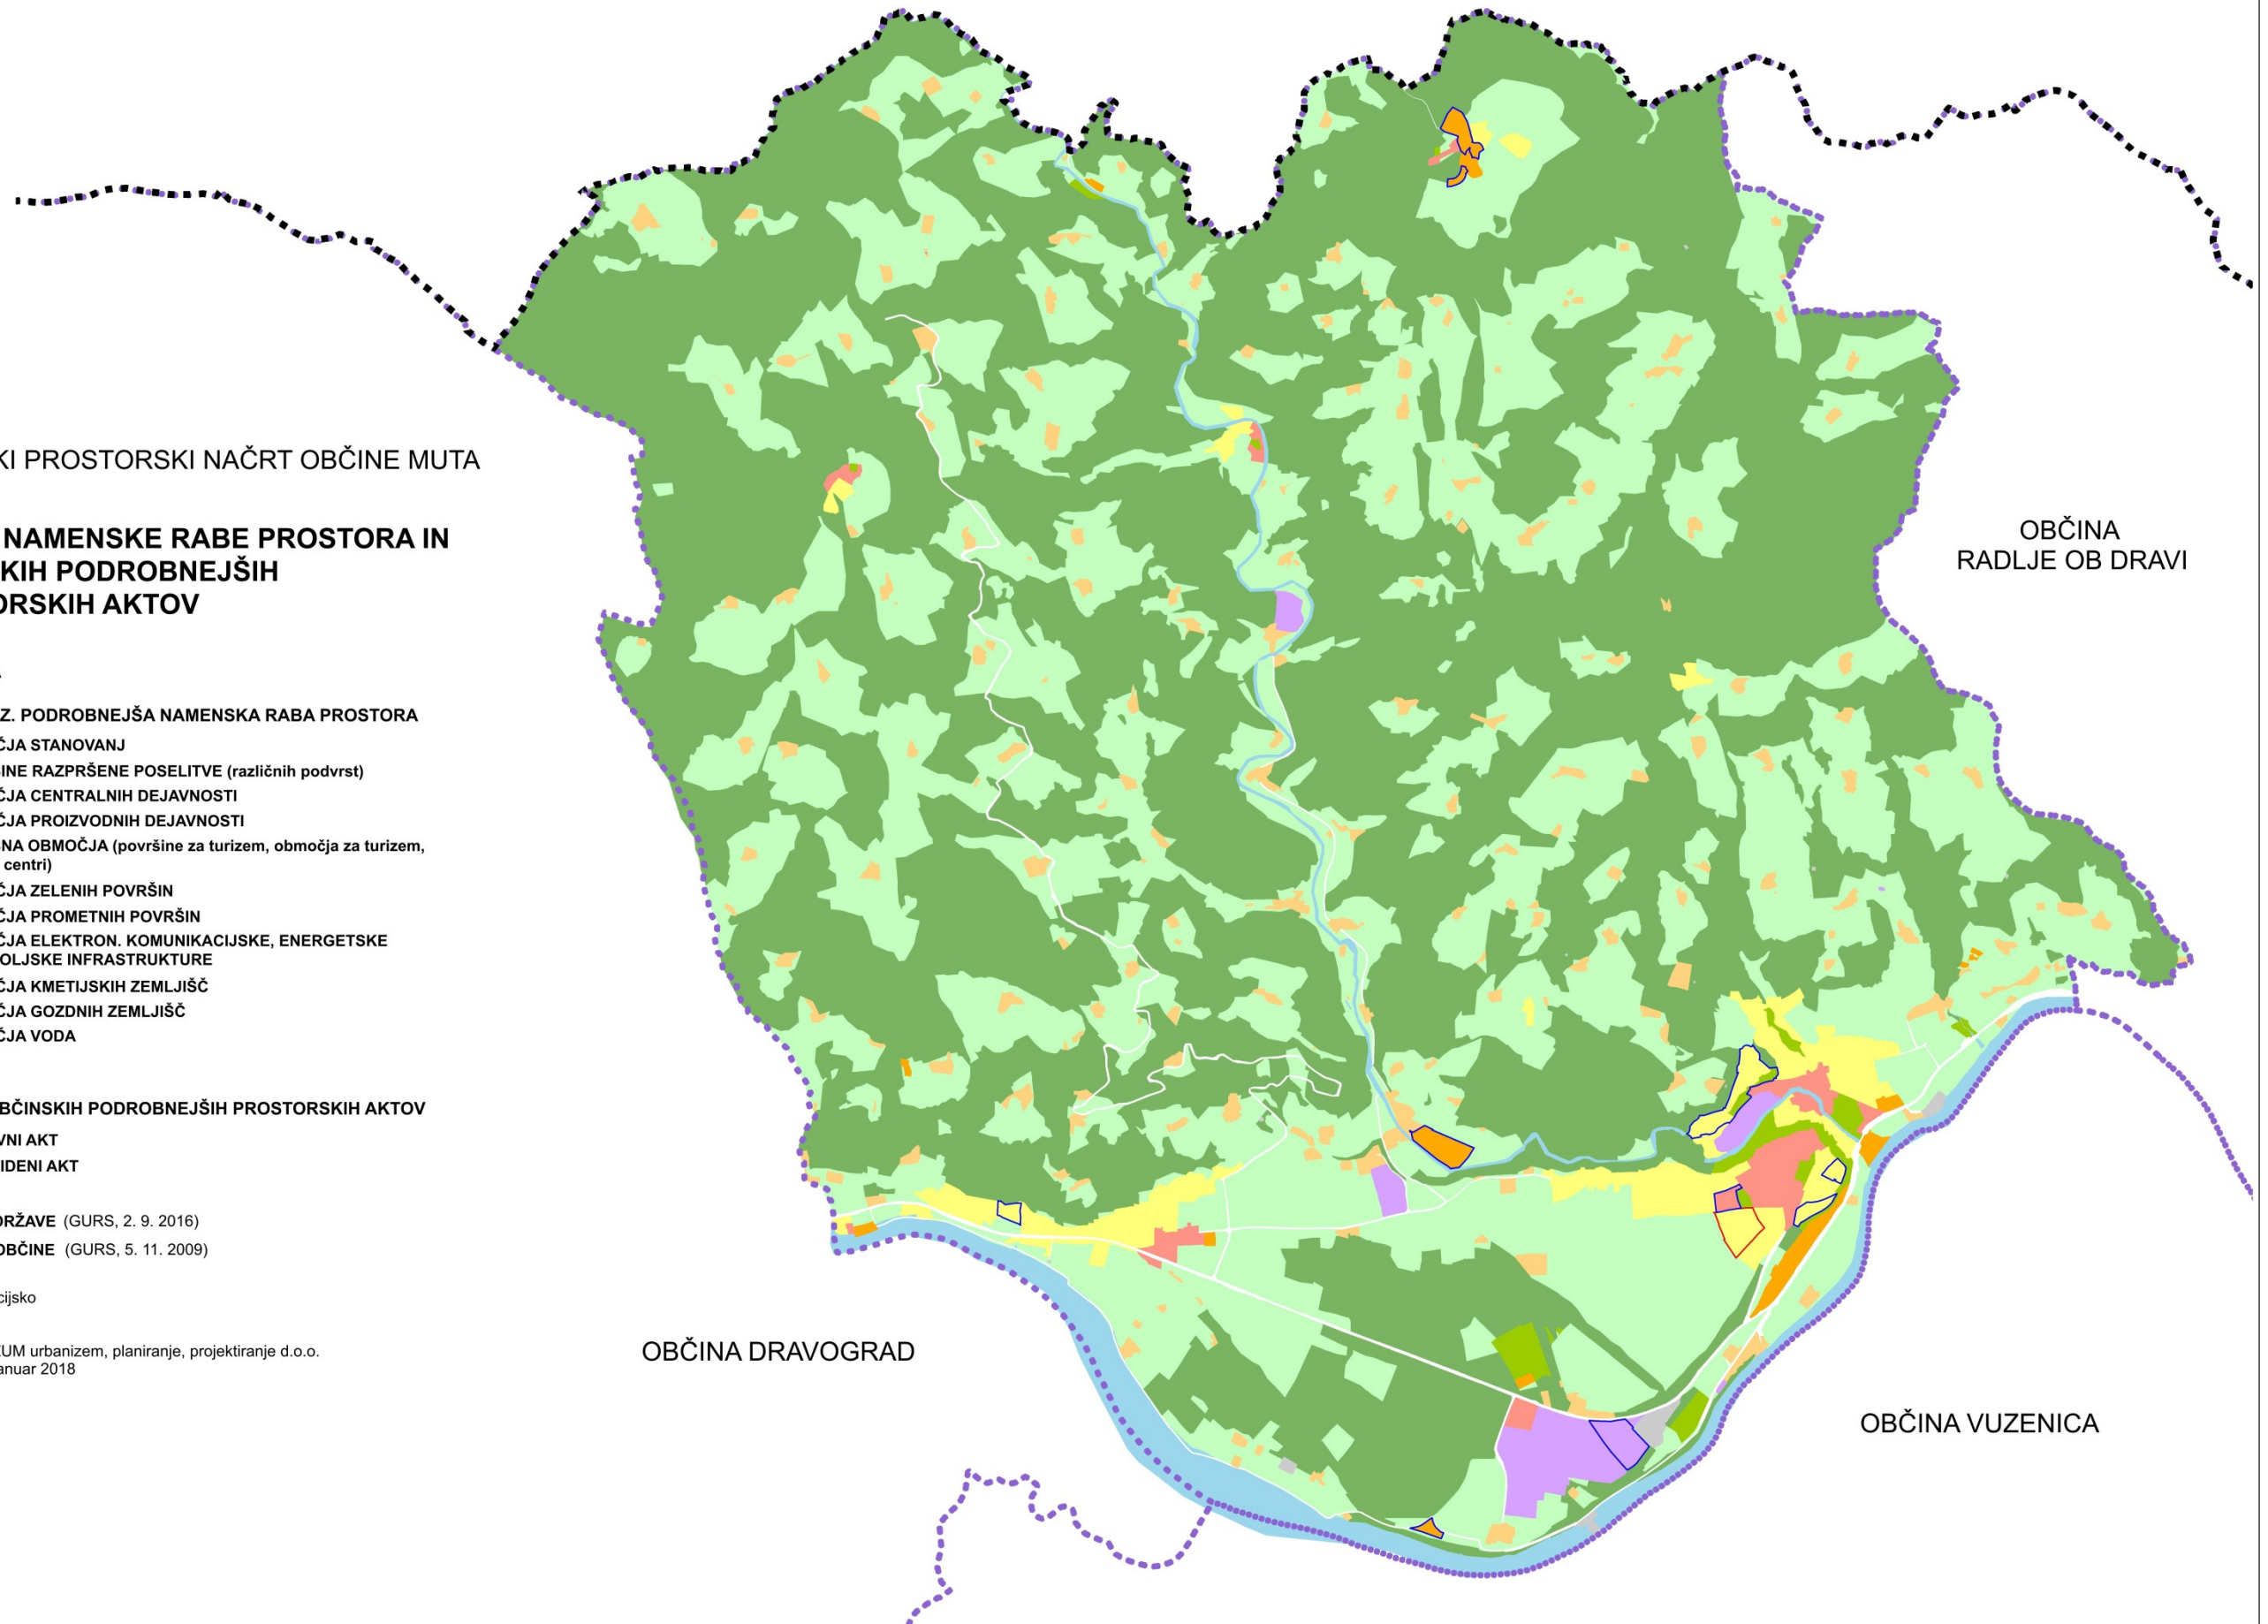 KI PROSTORSKI NAČRT OBČINE MUTA
NAMENSKE RABE PROSTORA IN
KIH PODROBNEJŠIH
ORSKIH AKTOV
Z. PODROBNEJŠA NAMENSKA RABA PROSTORA
ČJA STANOVANJ
INE RAZPRŠENE POSELITVE (različnih podvrst)
ČJA CENTRALNIH DEJAVNOSTI
ČJA PROIZVODNIH DEJAVNOSTI
NA OBMOČJA (površine za turizem, območja za turizem,
centri)
ČJA ZELENIH POVRŠIN
ČJA PROMETNIH POVRŠIN
ČJA ELEKTRON. KOMUNIKACIJSKE, ENERGETSKE
OLJSKE INFRASTRUKTURE
ČJA KMETIJSKIH ZEMLJIŠČ
ČJA GOZDNIH ZEMLJIŠČ
ČJA VODA
BČINSKIH PODROBNEJŠIH PROSTORSKIH AKTOV
VNI AKT
IDENI AKT
DRŽAVE (GURS, 2. 9. 2016)
OBČINE (GURS, 5. 11. 2009)
cijsko
ZUM urbanizem, planiranje, projektiranje d.o.o.
anuar 2018
OBČINA
RADLJE OB DRAVI
OBČINA DRAVOGRAD
OBČINA VUZENICA